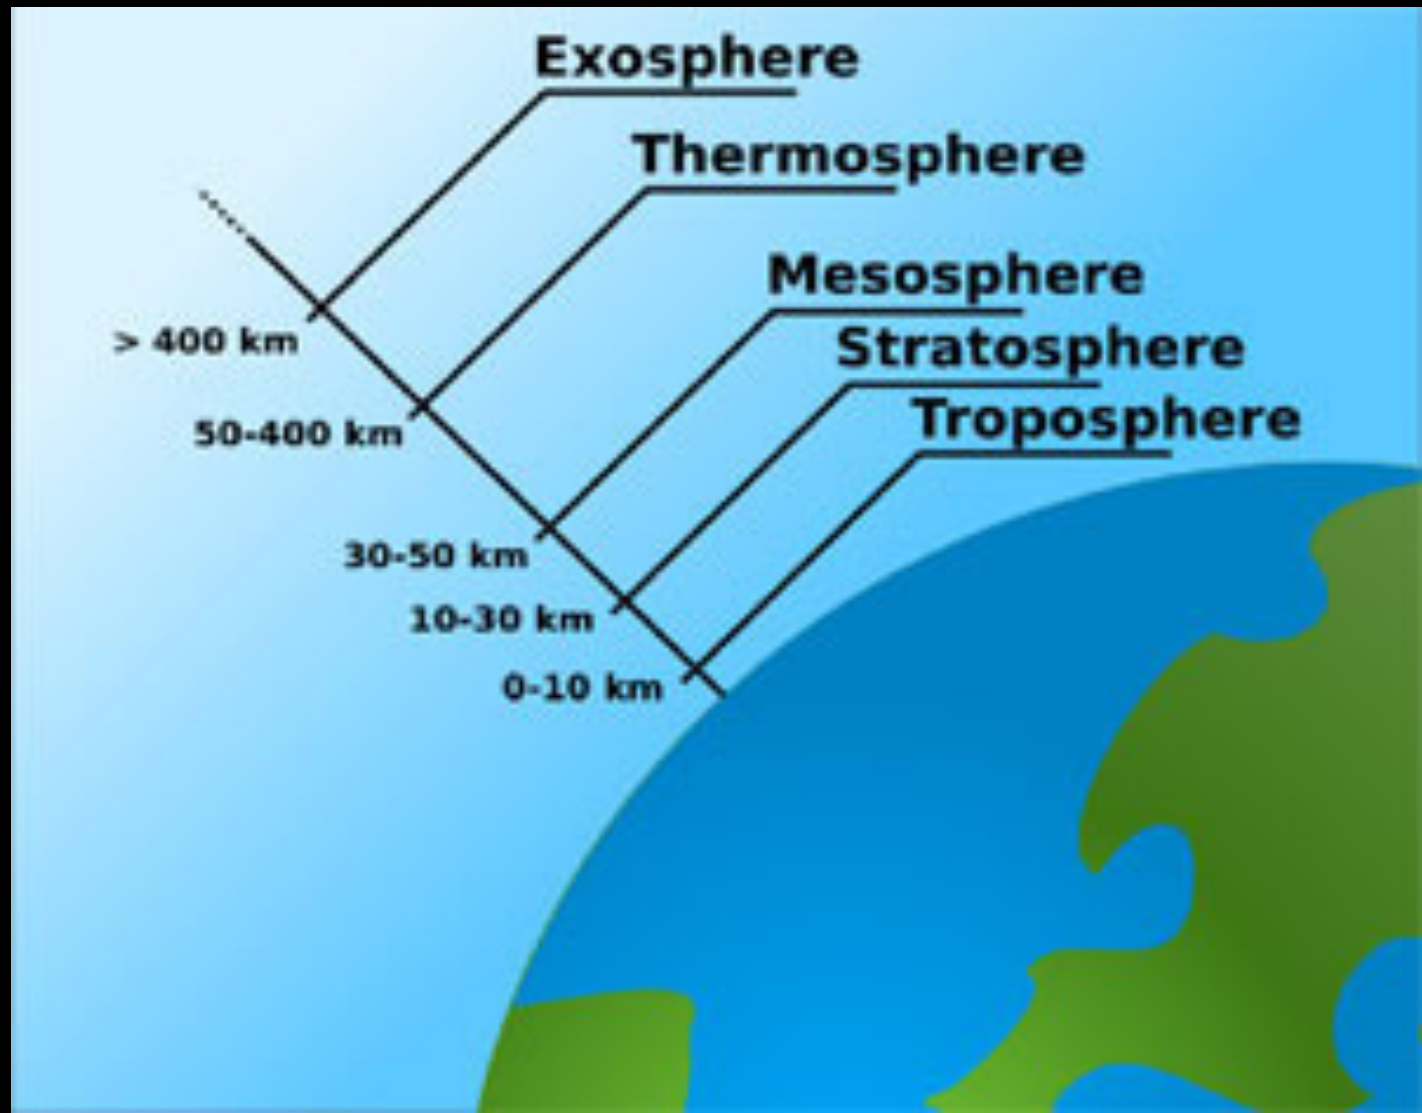 Exosphere
Thermosphere
Mesosphere
Stratosphere
Troposphere
> 400 km
50-400 km
30-50 km
10-30 km
0-10 km